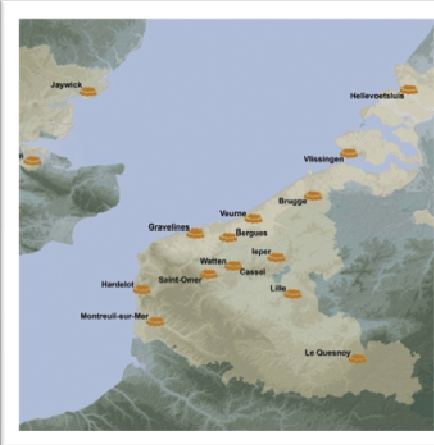 Jaywick
Hellevoetsluis
Vlissingen
Brugge
Veurne
Gravelines
Bergues
Ieper
Watten
Cassel
Saint-Omer
Hardelot
Lille
Montreuil-sur-Mer
Le Quesnoy